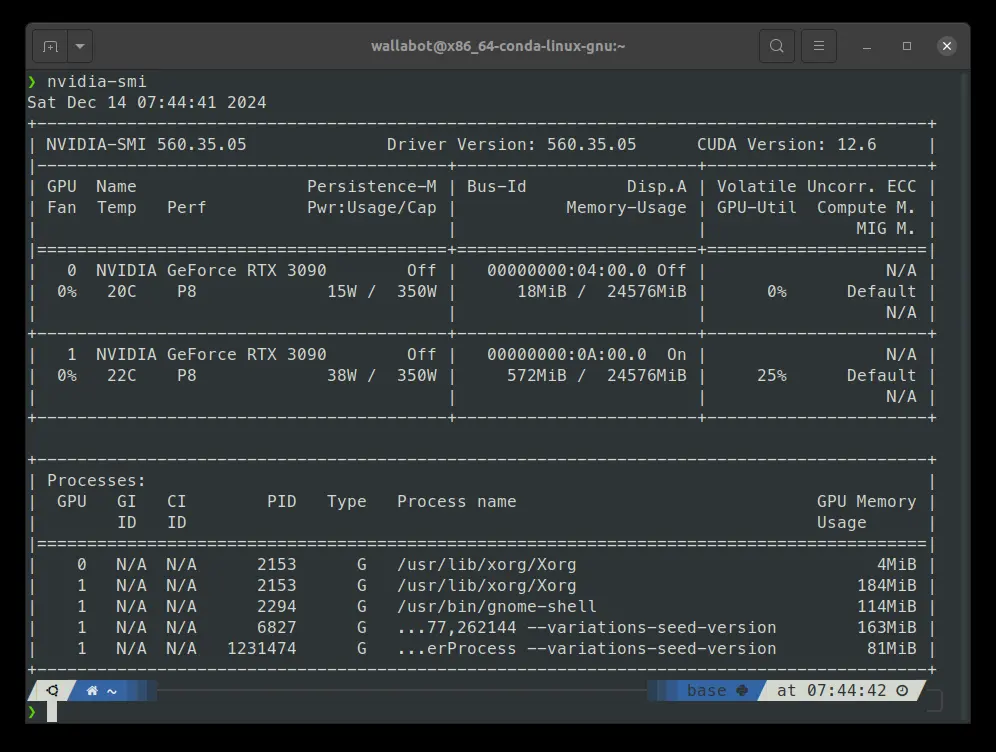 wallabot@x86_64-conda-linux-gnu:~
❯ nvidia-smi
Sat Dec 14 07:44:41 2024
+-----------------------------------------------------------------------------------------+
| NVIDIA-SMI 560.35.05              Driver Version: 560.35.05      CUDA Version: 12.6     |
|-----------------------------------------+------------------------+----------------------+
| GPU  Name                 Persistence-M | Bus-Id          Disp.A | Volatile Uncorr. ECC |
| Fan  Temp   Perf          Pwr:Usage/Cap |           Memory-Usage | GPU-Util  Compute M. |
|                                         |                        |               MIG M. |
|=========================================+========================+======================|
|   0  NVIDIA GeForce RTX 3090        Off |   00000000:04:00.0 Off |                  N/A |
|  0%   20C    P8             15W /  350W |      18MiB /  24576MiB |      0%      Default |
|                                         |                        |                  N/A |
+-----------------------------------------+------------------------+----------------------+
|   1  NVIDIA GeForce RTX 3090        Off |   00000000:0A:00.0  On |                  N/A |
|  0%   22C    P8             38W /  350W |     572MiB /  24576MiB |     25%      Default |
|                                         |                        |                  N/A |
+-----------------------------------------+------------------------+----------------------+
+-----------------------------------------------------------------------------------------+
| Processes:                                                                              |
|  GPU   GI   CI        PID   Type   Process name                              GPU Memory |
|        ID   ID                                                               Usage      |
|=========================================================================================|
|    0   N/A  N/A      2153      G   /usr/lib/xorg/Xorg                              4MiB |
|    1   N/A  N/A      2153      G   /usr/lib/xorg/Xorg                            184MiB |
|    1   N/A  N/A      2294      G   /usr/bin/gnome-shell                          114MiB |
|    1   N/A  N/A      6827      G   ...77,262144 --variations-seed-version        163MiB |
|    1   N/A  N/A   1231474      G   ...erProcess --variations-seed-version         81MiB |
+-----------------------------------------------------------------------------------------+
~ base at 07:44:42
❯